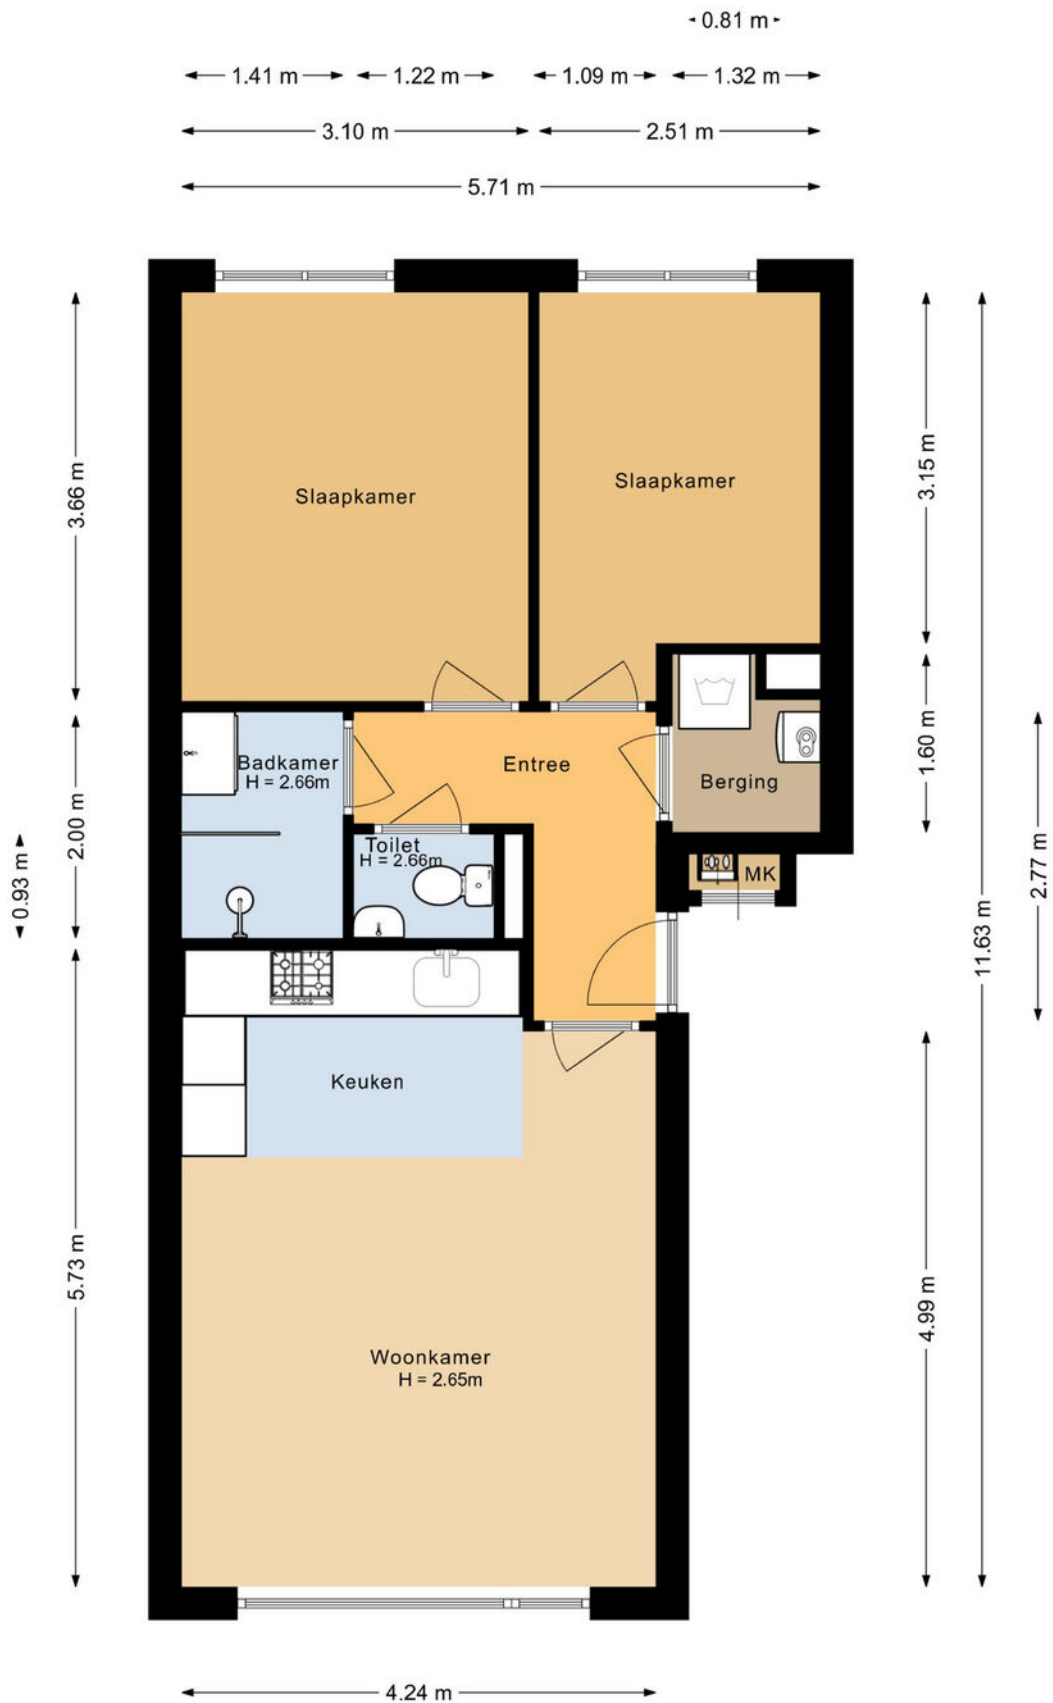 0.81 m
1.41 m
1.22 m
1.09 m
1.32 m
3.10 m
2.51 m
5.71 m
3.66 m
Slaapkamer
Slaapkamer
3.15 m
Badkamer
H = 2.66m
Entree
Berging
1.60 m
2.00 m
Toilet
H = 2.66m
MK
0.93 m
2.77 m
11.63 m
Keuken
5.73 m
4.99 m
Woonkamer
H = 2.65m
4.24 m